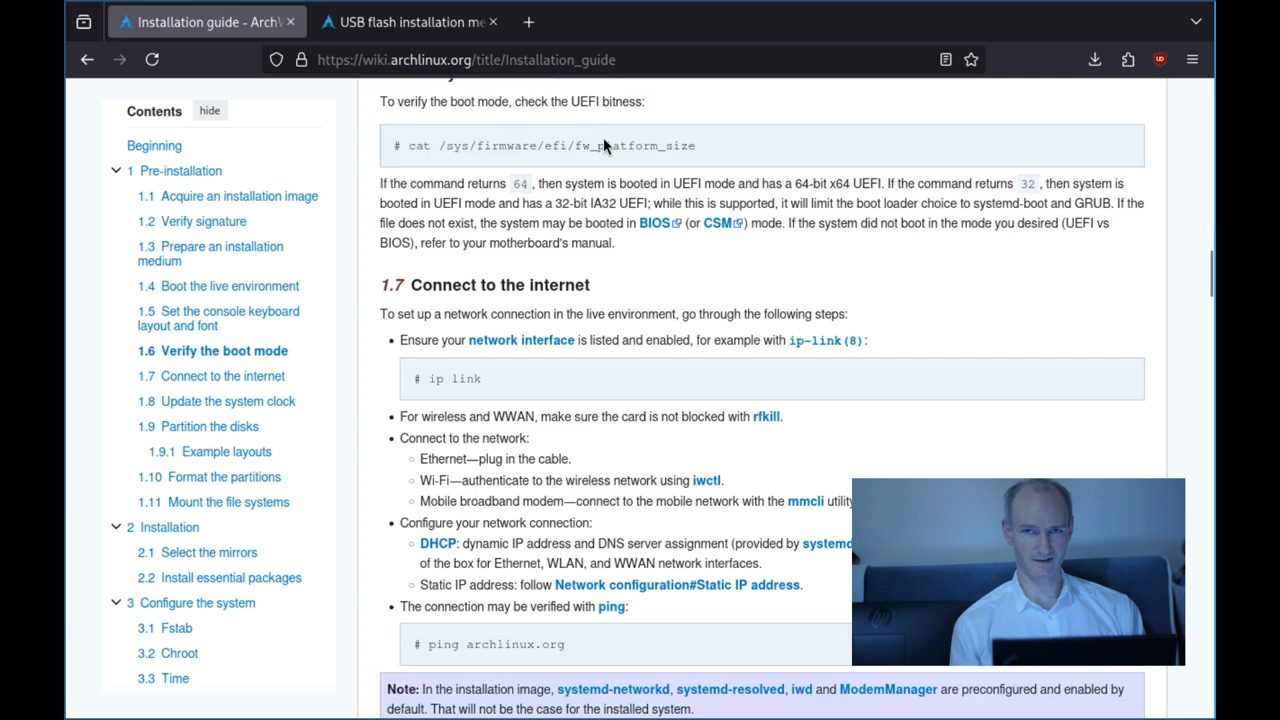 Installation guide - ArchW
USB flash installation me
https://wiki.archlinux.org/title/Installation_guide
Contents
hide
Beginning
1 Pre-installation
1.1 Acquire an installation image
1.2 Verify signature
1.3 Prepare an installation
medium
1.4 Boot the live environment
1.5 Set the console keyboard
layout and font
1.6 Verify the boot mode
1.7 Connect to the internet
1.8 Update the system clock
1.9 Partition the disks
1.9.1 Example layouts
1.10 Format the partitions
1.11 Mount the file systems
2 Installation
2.1 Select the mirrors
2.2 Install essential packages
3 Configure the system
3.1 Fstab
3.2 Chroot
3.3 Time
To verify the boot mode, check the UEFI bitness:
# cat /sys/firmware/efi/fw_platform_size
If the command returns 64, then system is booted in UEFI mode and has a 64-bit x64 UEFI. If the command returns 32, then system is
booted in UEFI mode and has a 32-bit IA32 UEFI; while this is supported, it will limit the boot loader choice to systemd-boot and GRUB. If the
file does not exist, the system may be booted in BIOS (or CSM) mode. If the system did not boot in the mode you desired (UEFI vs
BIOS), refer to your motherboard's manual.
1.7 Connect to the internet
To set up a network connection in the live environment, go through the following steps:
• Ensure your network interface is listed and enabled, for example with ip-link(8):
# ip link
• For wireless and WWAN, make sure the card is not blocked with rfkill.
• Connect to the network:
○ Ethernet—plug in the cable.
○ Wi-Fi—authenticate to the wireless network using iwctl.
○ Mobile broadband modem—connect to the mobile network with the mmcli utility
• Configure your network connection:
○ DHCP: dynamic IP address and DNS server assignment (provided by systemd
of the box for Ethernet, WLAN, and WWAN network interfaces.
○ Static IP address: follow Network configuration#Static IP address.
• The connection may be verified with ping:
# ping archlinux.org
Note: In the installation image, systemd-networkd, systemd-resolved, iwd and ModemManager are preconfigured and enabled by
default. That will not be the case for the installed system.